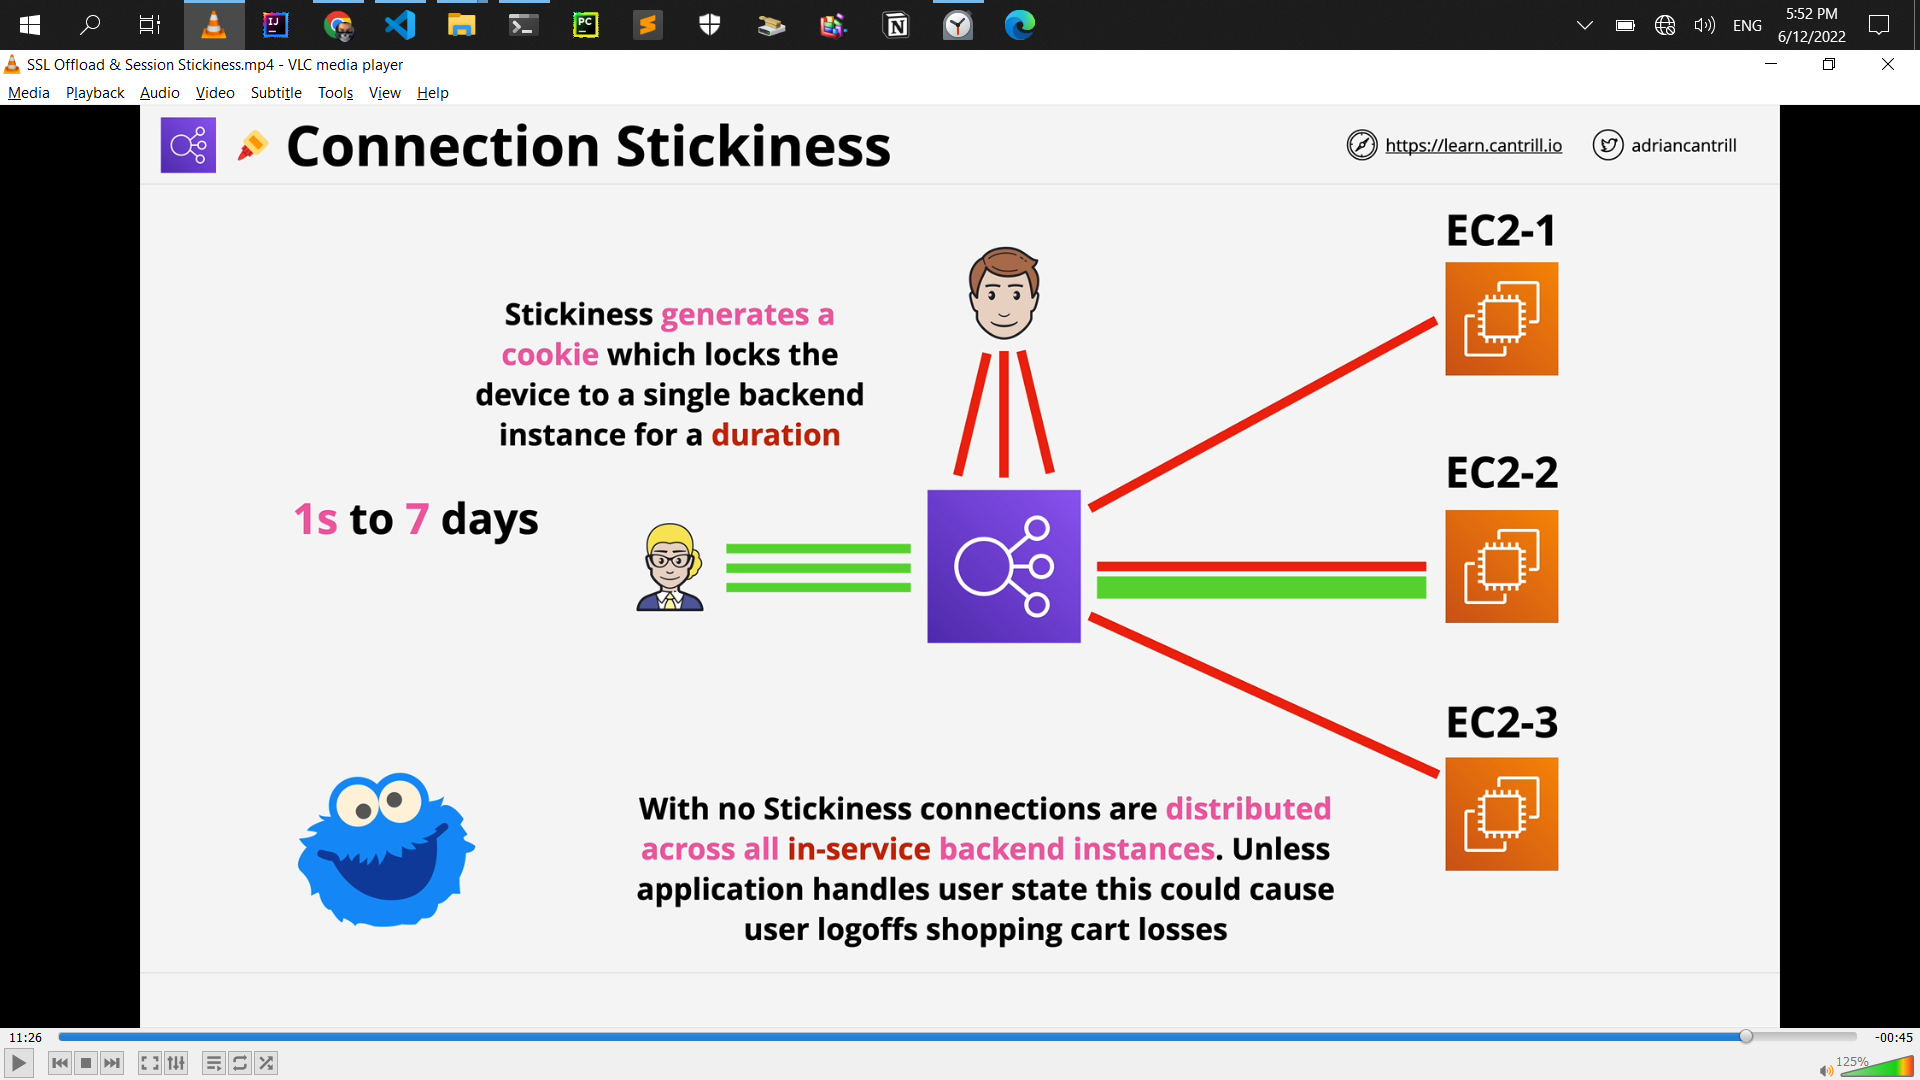 5:52 PM
ENG
6/12/2022
SSL Offload & Session Stickiness.mp4 - VLC media player
Media Playback Audio Video Subtitle Tools View Help
Connection Stickiness
https://learn.cantrill.io
adriancantrill
EC2-1
Stickiness generates a
cookie which locks the
device to a single backend
instance for a duration
EC2-2
1s to 7 days
EC2-3
With no Stickiness connections are distributed
across all in-service backend instances. Unless
application handles user state this could cause
user logoffs shopping cart losses
11:26
-00:45
125%
IJ
PC
N